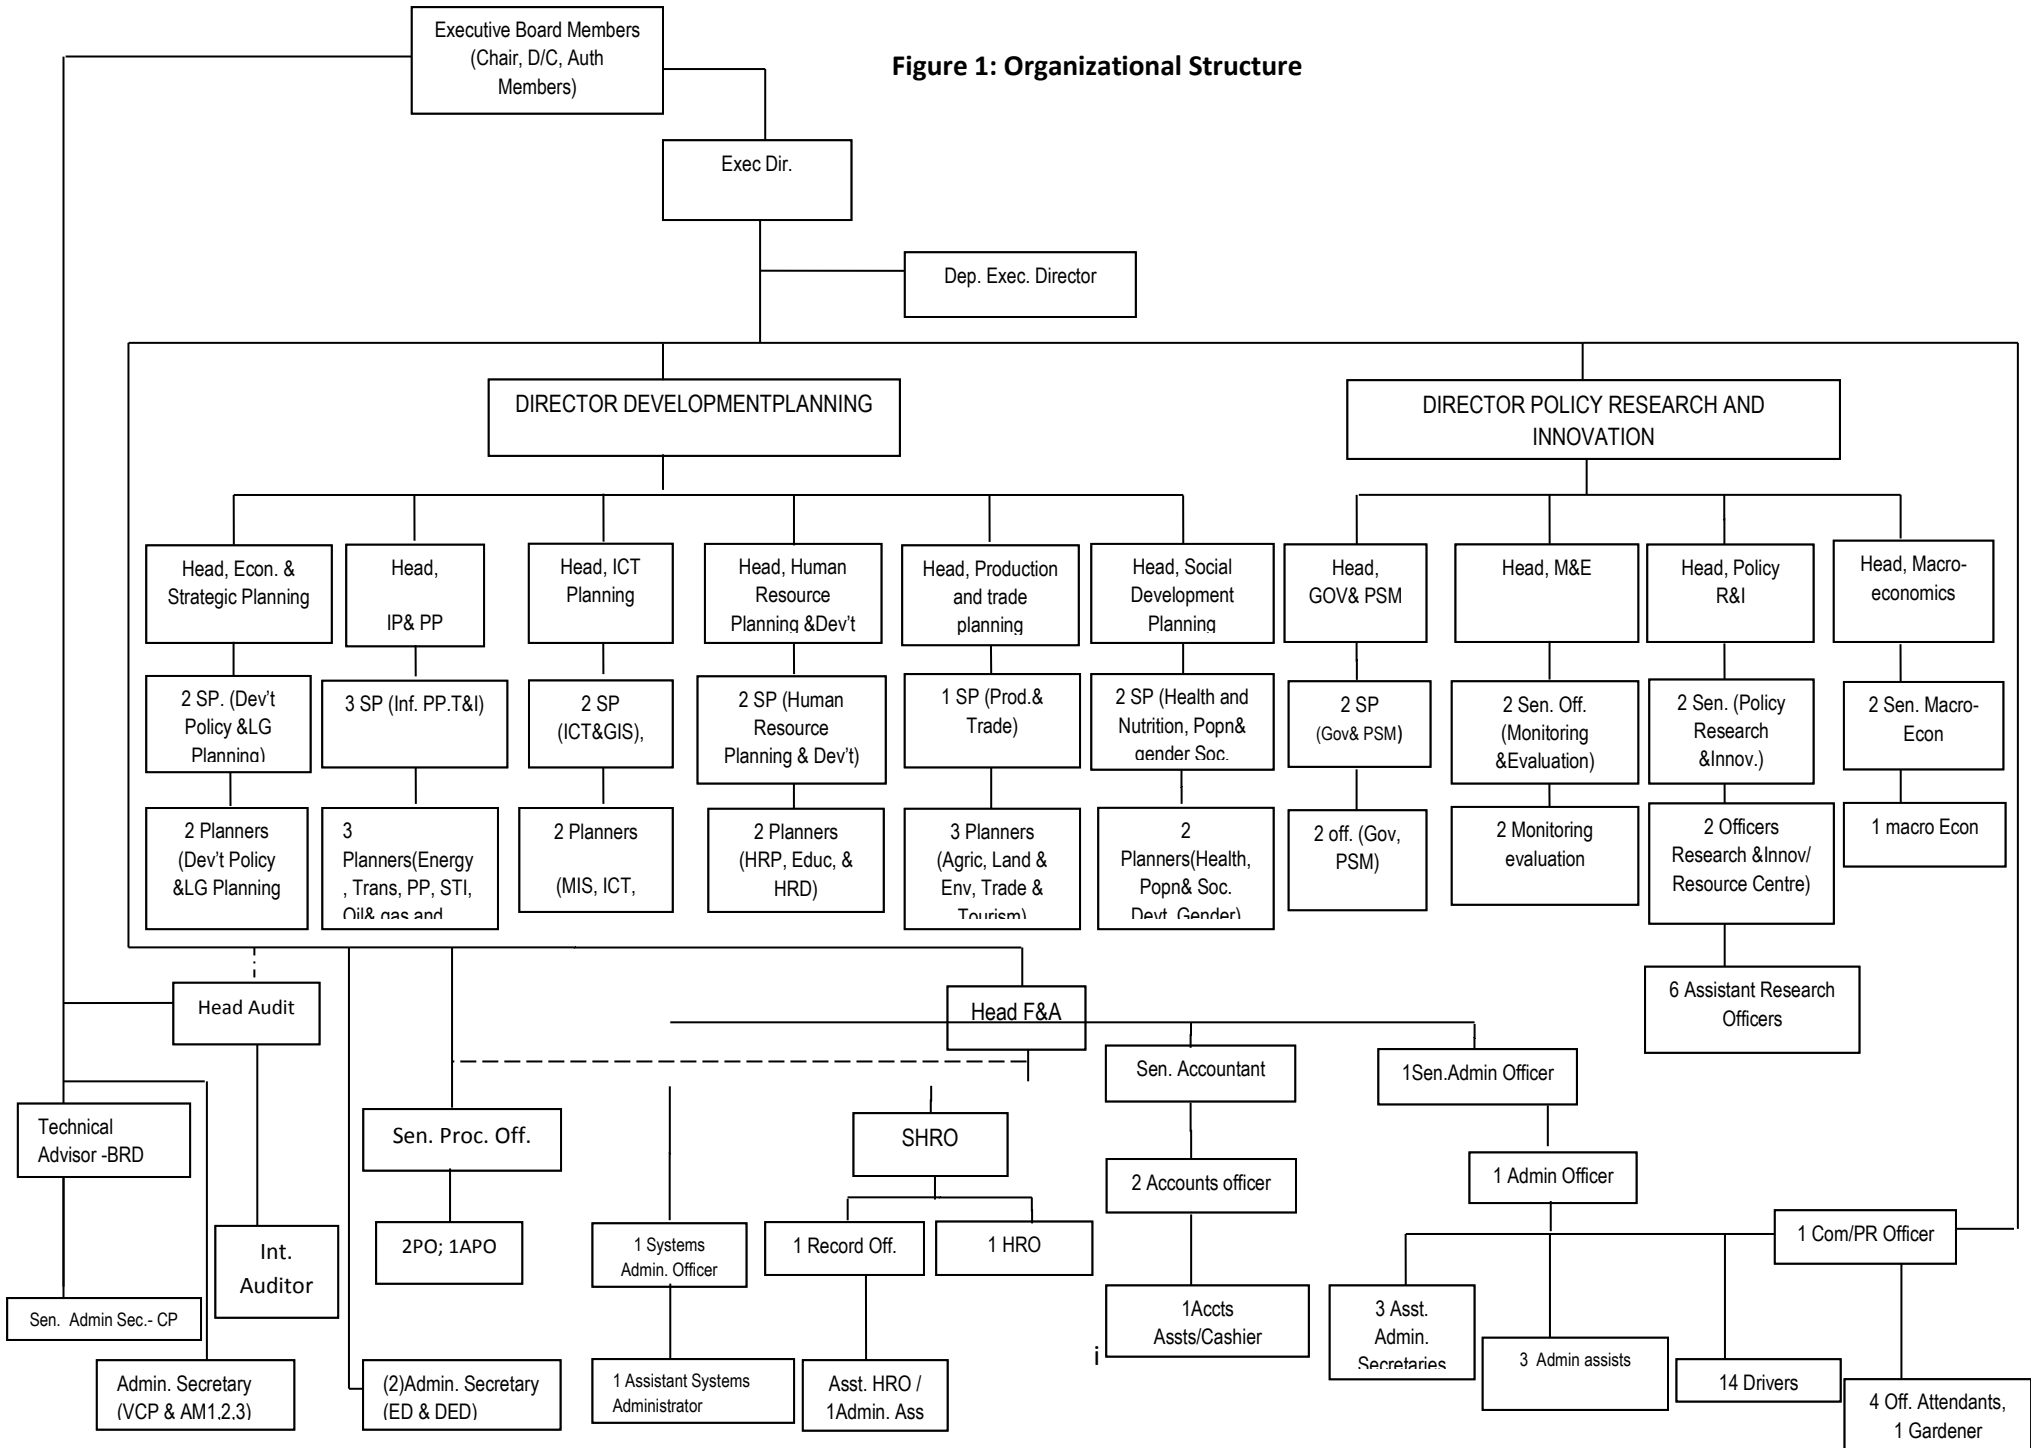 Executive Board Members
(Chair, D/C, Auth
Members)
Figure 1: Organizational Structure
Exec Dir.
Dep. Exec. Director
DIRECTOR DEVELOPMENTPLANNING
DIRECTOR POLICY RESEARCH AND
INNOVATION
Head, Econ. &
Strategic Planning
Head,
IP& PP
Head, ICT
Planning
Head, Human
Resource
Planning &Dev't
Head, Production
and trade
planning
Head, Social
Development
Planning
Head,
GOV& PSM
Head, M&E
Head, Policy
R&I
Head, Macro-
economics
2 SP. (Dev't
Policy &LG
Planning)
3 SP (Inf. PP.T&I)
2 SP
(ICT&GIS),
2 SP (Human
Resource
Planning & Dev't)
1 SP (Prod.&
Trade)
2 SP (Health and
Nutrition, Popn&
gender Soc.
2 SP
(Gov& PSM)
2 Sen. Off.
(Monitoring
&Evaluation)
2 Sen. (Policy
Research
&Innov.)
2 Sen. Macro-
Econ
2 Planners
(Dev't Policy
&LG Planning
3
Planners(Energy
, Trans, PP, STI,
Oil& gas and
2 Planners
(MIS, ICT,
2 Planners
(HRP, Educ, &
HRD)
3 Planners
(Agric, Land &
Env, Trade &
Tourism)
2
Planners(Health,
Popn& Soc.
Devt, Gender)
2 off. (Gov,
PSM)
2 Monitoring
evaluation
2 Officers
Research &Innov/
Resource Centre)
1 macro Econ
6 Assistant Research
Officers
Head Audit
Head F&A
Sen. Accountant
1Sen.Admin Officer
Technical
Advisor -BRD
Sen. Proc. Off.
SHRO
2 Accounts officer
1 Admin Officer
Int.
Auditor
2PO; 1APO
1 Systems
Admin. Officer
1 Record Off.
1 HRO
1 Com/PR Officer
Sen. Admin Sec.- CP
1Accts
Assts/Cashier
3 Asst.
Admin.
Secretaries
3 Admin assists
14 Drivers
4 Off. Attendants,
1 Gardener
Admin. Secretary
(VCP & AM1,2,3)
(2)Admin. Secretary
(ED & DED)
1 Assistant Systems
Administrator
Asst. HRO /
1Admin. Ass
i